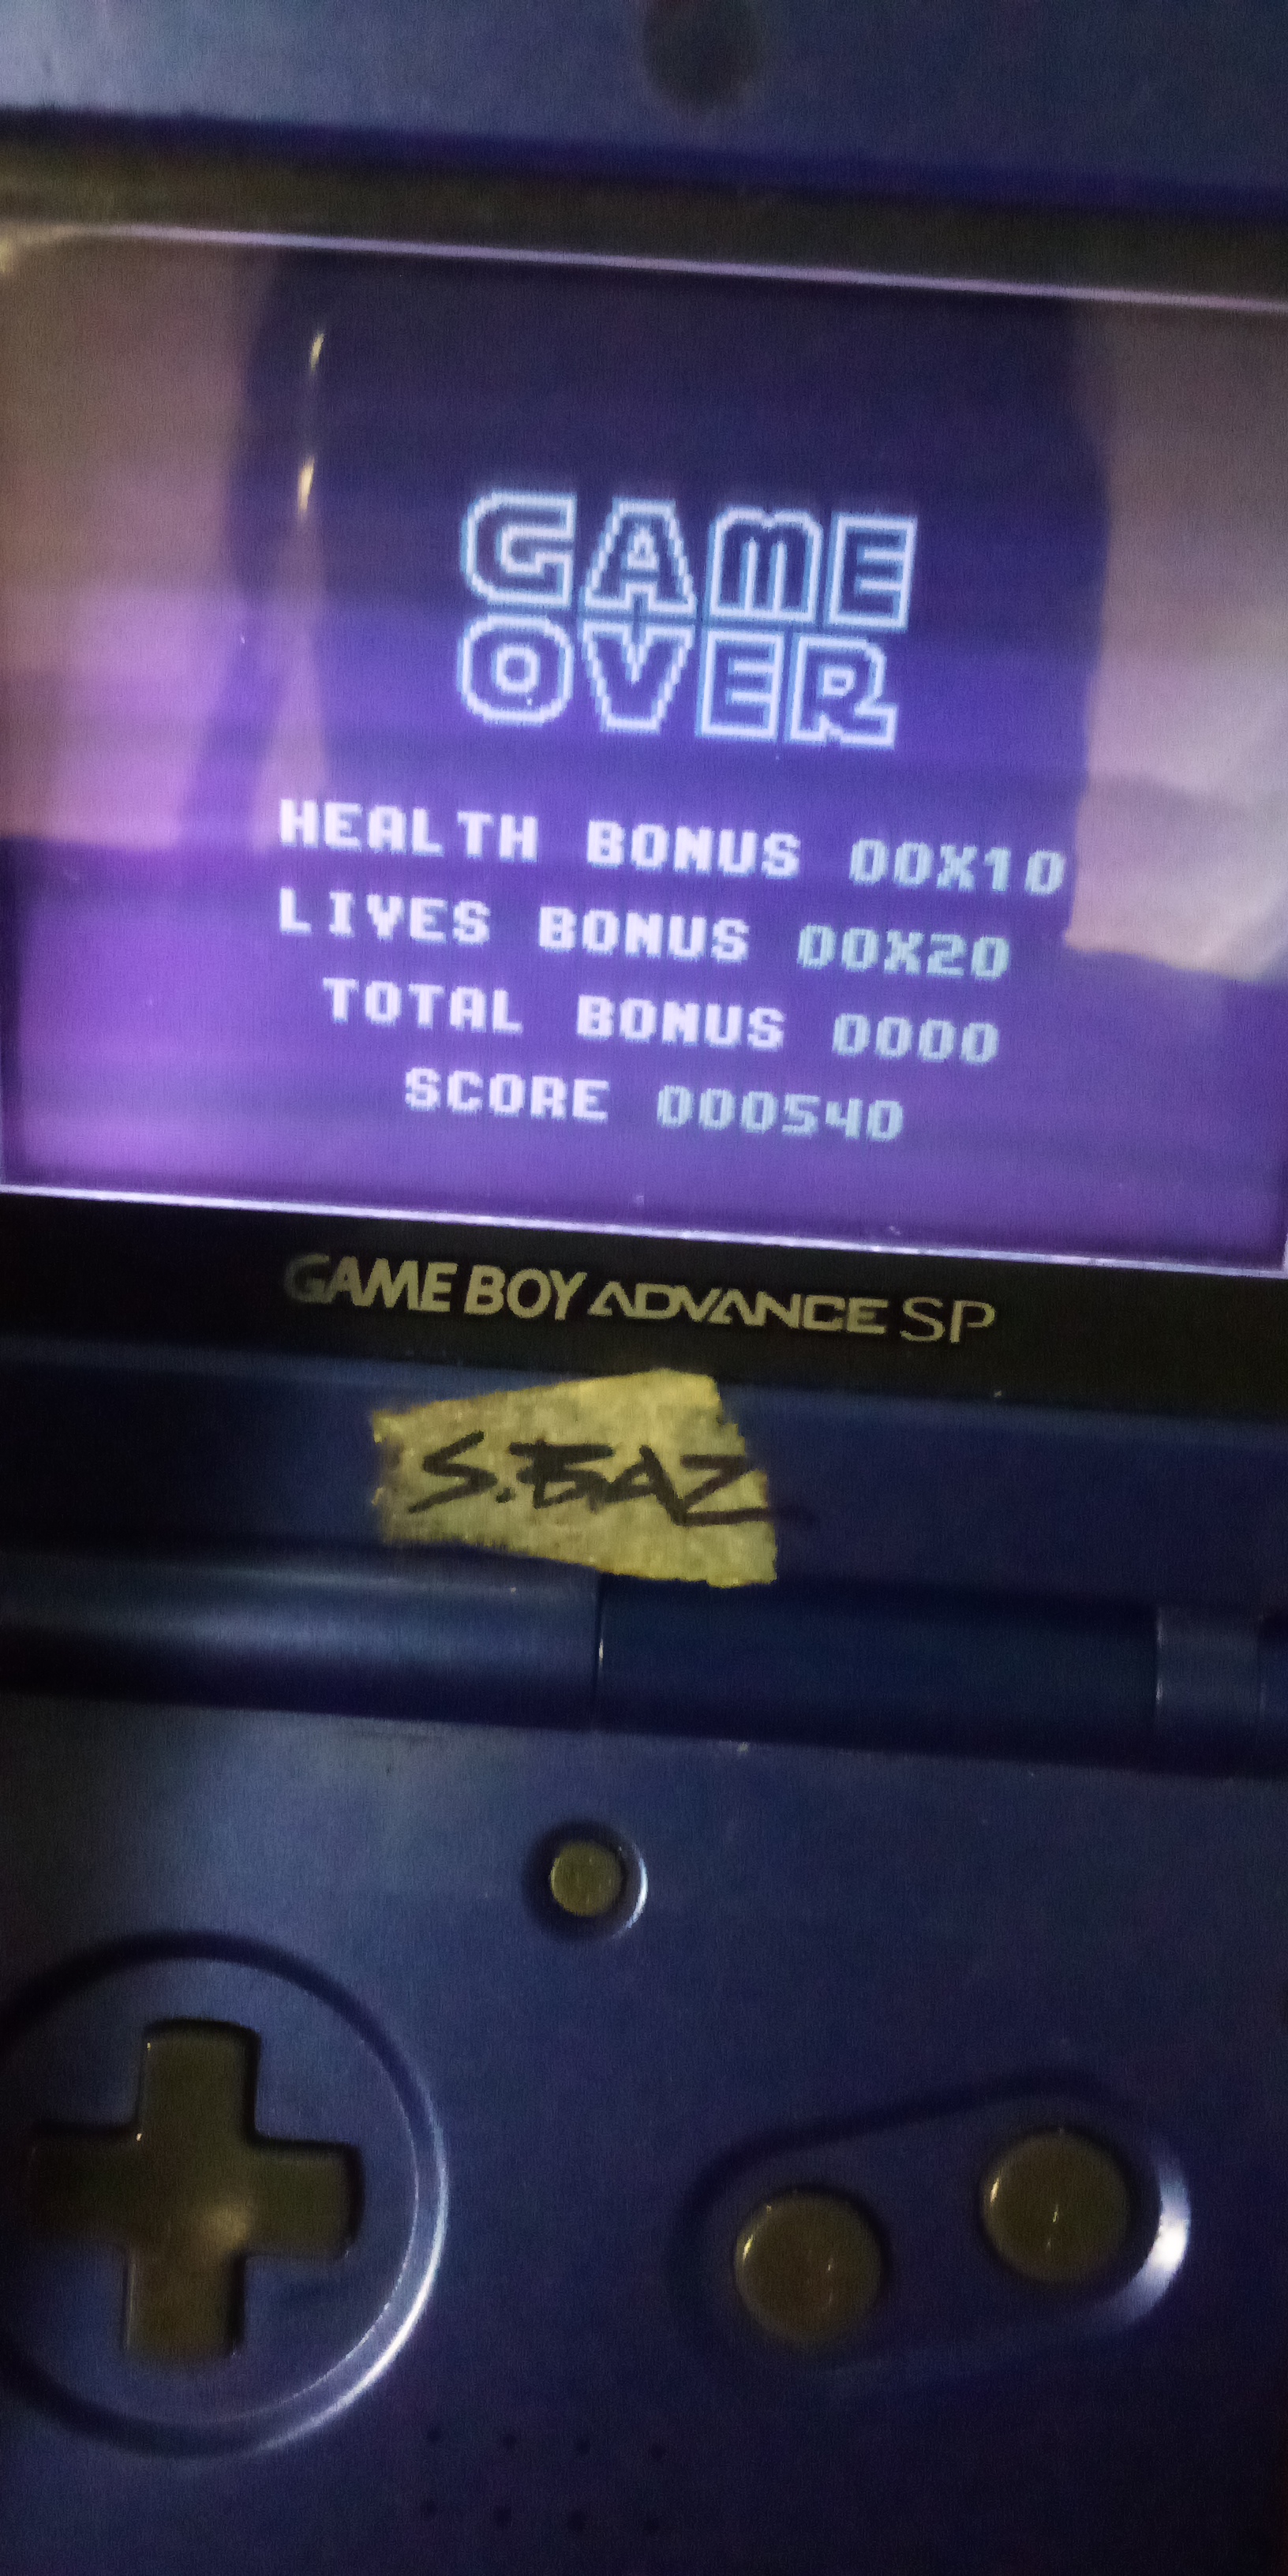 GAME
OVER
HEALTH BONUS 00X10
LIVES BONUS 00X20
TOTAL BONUS 0000
SCORE 000540
GAME BOY ADVANCE SP
S.BAZ